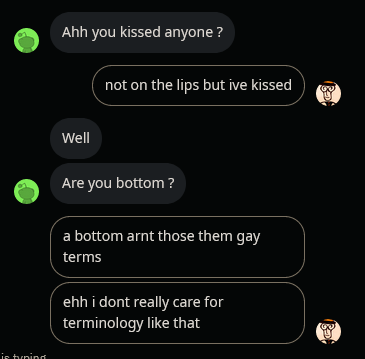 Ahh you kissed anyone ?
not on the lips but ive kissed
Well
Are you bottom ?
a bottom arnt those them gay
terms
ehh i dont really care for
terminology like that
is typing